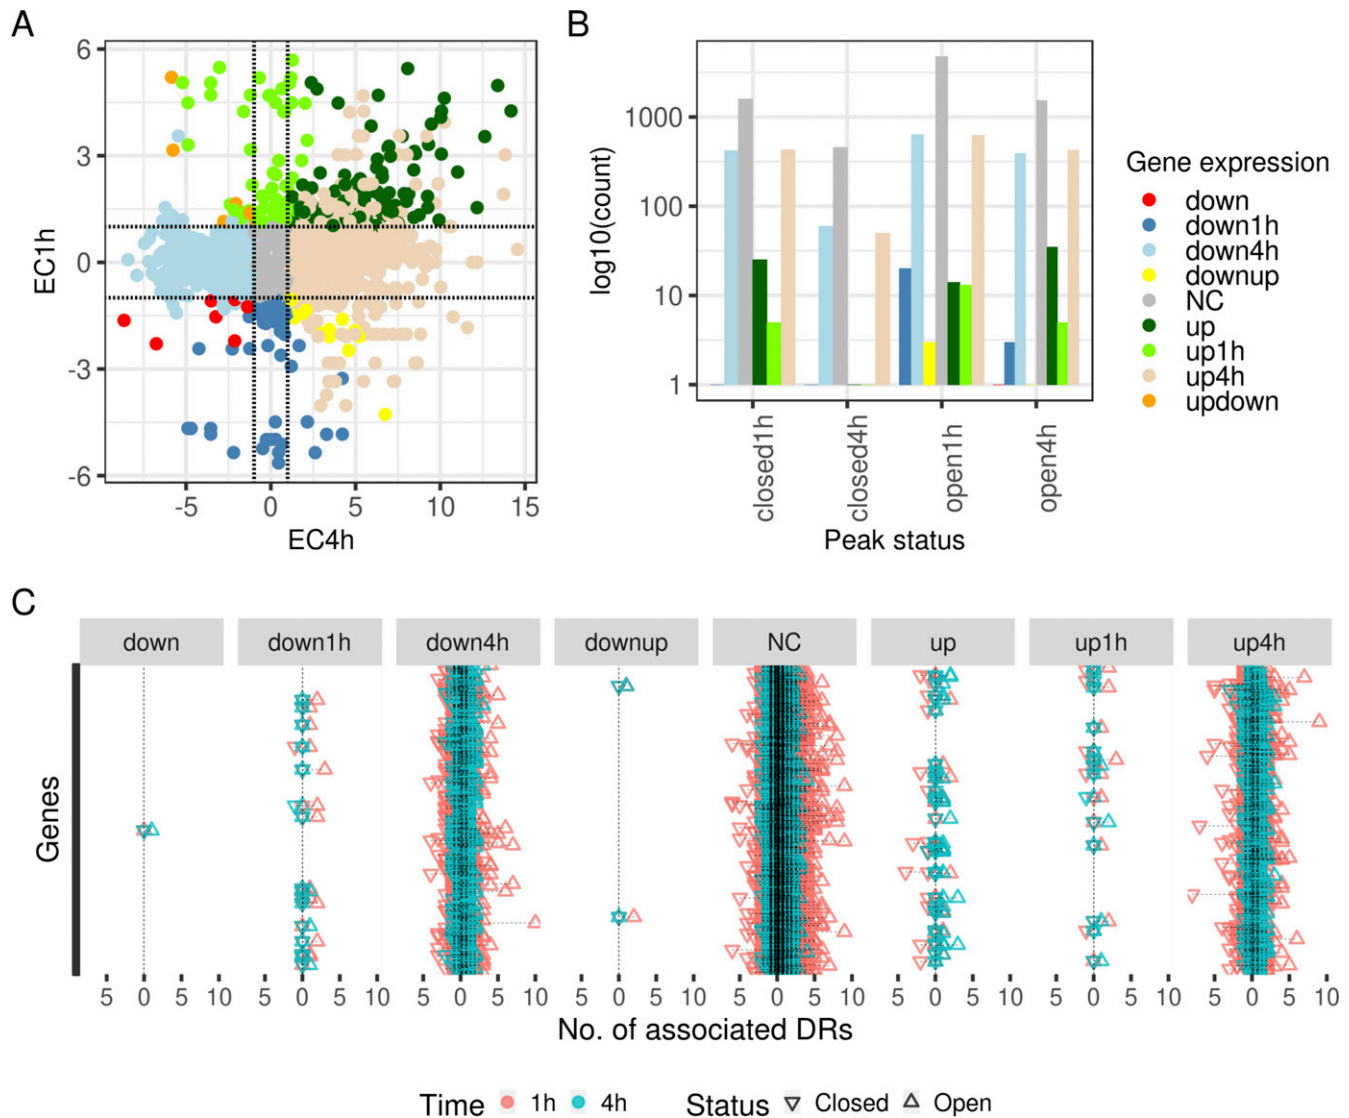 A
6
3
0
-3
-6
EC1h
-5 0 5 10 15
EC4h
B
1000
100
10
1
log10(count)
closed1h
closed4h
open1h
open4h
Peak status
Gene expression
down
down1h
down4h
downup
NC
up
up1h
up4h
updown
C
down down1h down4h downup NC up up1h up4h
Genes
5 0 5 10 5 0 5 10 5 0 5 10 5 0 5 10 5 0 5 10 5 0 5 10 5 0 5 10 5 0 5 10
No. of associated DRs
Time 1h 4h Status Closed Open